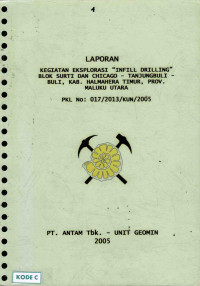 1
LAPORAN
KEGIATAN EKSPLORASI "INFILL DRILLING"
BLOK SURTI DAN CHICAGO - TANJUNGBULI -
BULI, KAB. HALMAHERA TIMUR, PROV.
MALUKU UTARA
PKL No: 017/2013/KUN/2005
PT. ANTAM Tbk. - UNIT GEOMIN
2005
KODE C